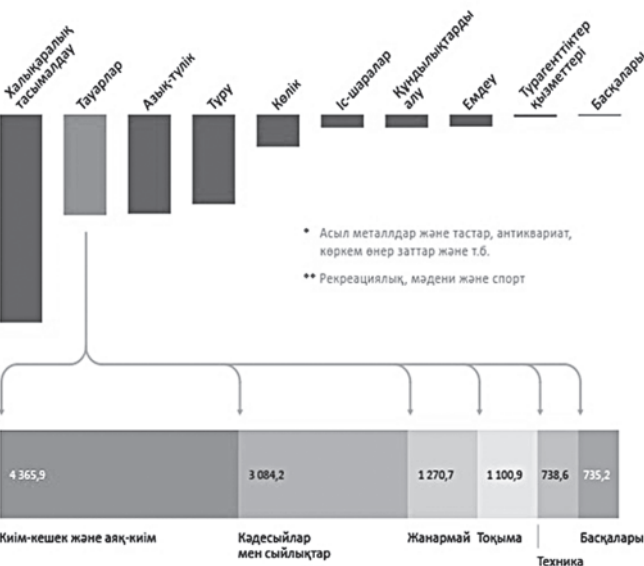 Халықаралық
тасымалдау
Тауарлар
Азық-түлік
Тұру
Көлік
Іс-шаралар
Құндылықтарды
алу
Емдеу
Турагенттіктер
қызметтері
Басқалары
* Асыл металлдар және тастар, антиквариат,
көркем өнер заттар және т.б.
** Рекреациялық, мәдени және спорт
4 365,9
3 084,2
1 270,7
1 100,9
738,6
735,2
Киім-кешек және аяқ-киім
Кәдесыйлар
мен сыйлықтар
Жанармай
Тоқыма
Техника
Басқалары